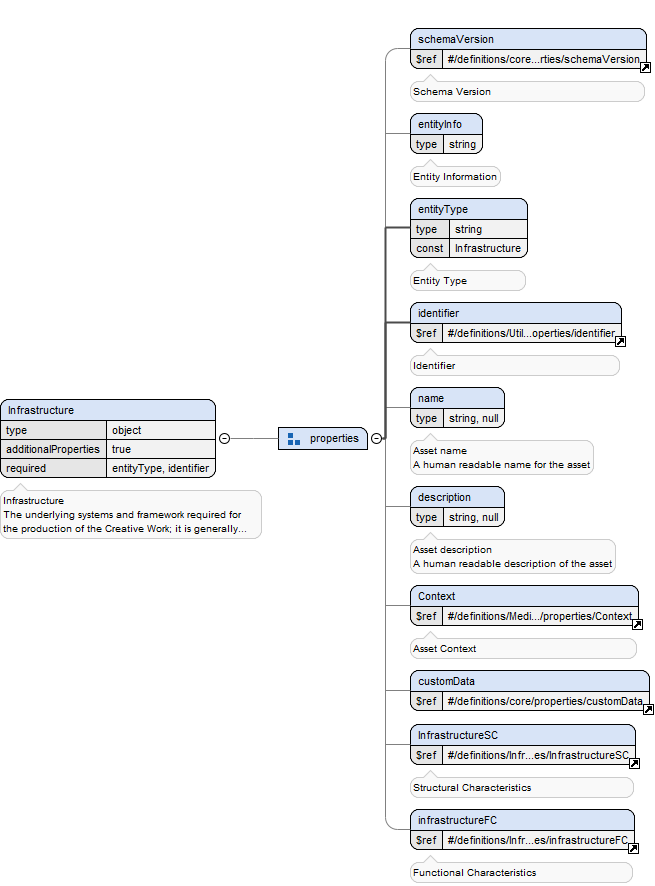 Infrastructure
type object
additionalProperties true
required entityType, identifier
Infrastructure
The underlying systems and framework required for
the production of the Creative Work; it is generally...
properties
schemaVersion
$ref #/definitions/core...rties/schemaVersion
Schema Version
entityInfo
type string
Entity Information
entityType
type string
const Infrastructure
Entity Type
identifier
$ref #/definitions/Util...operties/identifier
Identifier
name
type string, null
Asset name
A human readable name for the asset
description
type string, null
Asset description
A human readable description of the asset
Context
$ref #/definitions/Medi.../properties/Context
Asset Context
customData
$ref #/definitions/core/properties/customData
InfrastructureSC
$ref #/definitions/Infr...es/InfrastructureSC
Structural Characteristics
infrastructureFC
$ref #/definitions/Infr...es/infrastructureFC
Functional Characteristics